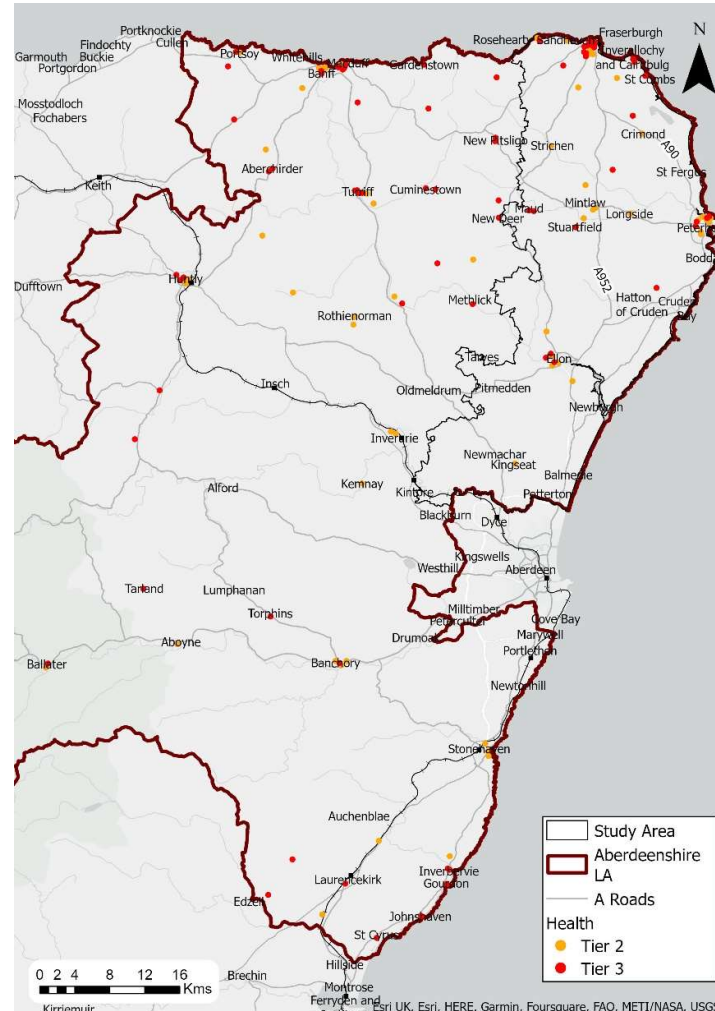 Portknockie
Cullen
Findochty
Buckie
Garmouth
Portgordon
Mosstodloch
Fochabers
Portsoy
Whitehills
Banff
Macduff
Gardenstown
Rosehearty
Sandhaven
Fraserburgh
Inverallochy
and Cairnbulg
St Combs
N
New Pitsligo
Strichen
Crimond
A90
St Fergus
Aberchirder
Keith
Turriff
Cuminestown
New Deer
Maud
Mintlaw
Longside
Stuartfield
Peterhe
Bodd
A952
Dufftown
Huntly
Rothienorman
Methlick
Hatton
of Cruden
Cruden
Bay
Tarves
Ellon
Insch
Oldmeldrum
Pitmedden
Newburgh
Inverurie
Newmachar
Kingseat
Balmedie
Kemnay
Kintore
Potterton
Alford
Blackburn
Dyce
Westhill
Kingswells
Aberdeen
Tarland
Lumphanan
Torphins
Milltimber
Peterculter
Cove Bay
Drumoak
Marywell
Portlethen
Aboyne
Ballater
Banchory
Newtonhill
Stonehaven
Auchenblae
Laurencekirk
Inverbervie
Gourdon
Edzell
Johnshaven
St Cyrus
Hillside
Brechin
Montrose
Ferryden and
Kirriemuir
Study Area
Aberdeenshire
LA
A Roads
Health
Tier 2
Tier 3
0 2 4 8 12 16
Kms
Esri UK, Esri, HERE, Garmin, Foursquare, FAO, METI/NASA, USGS